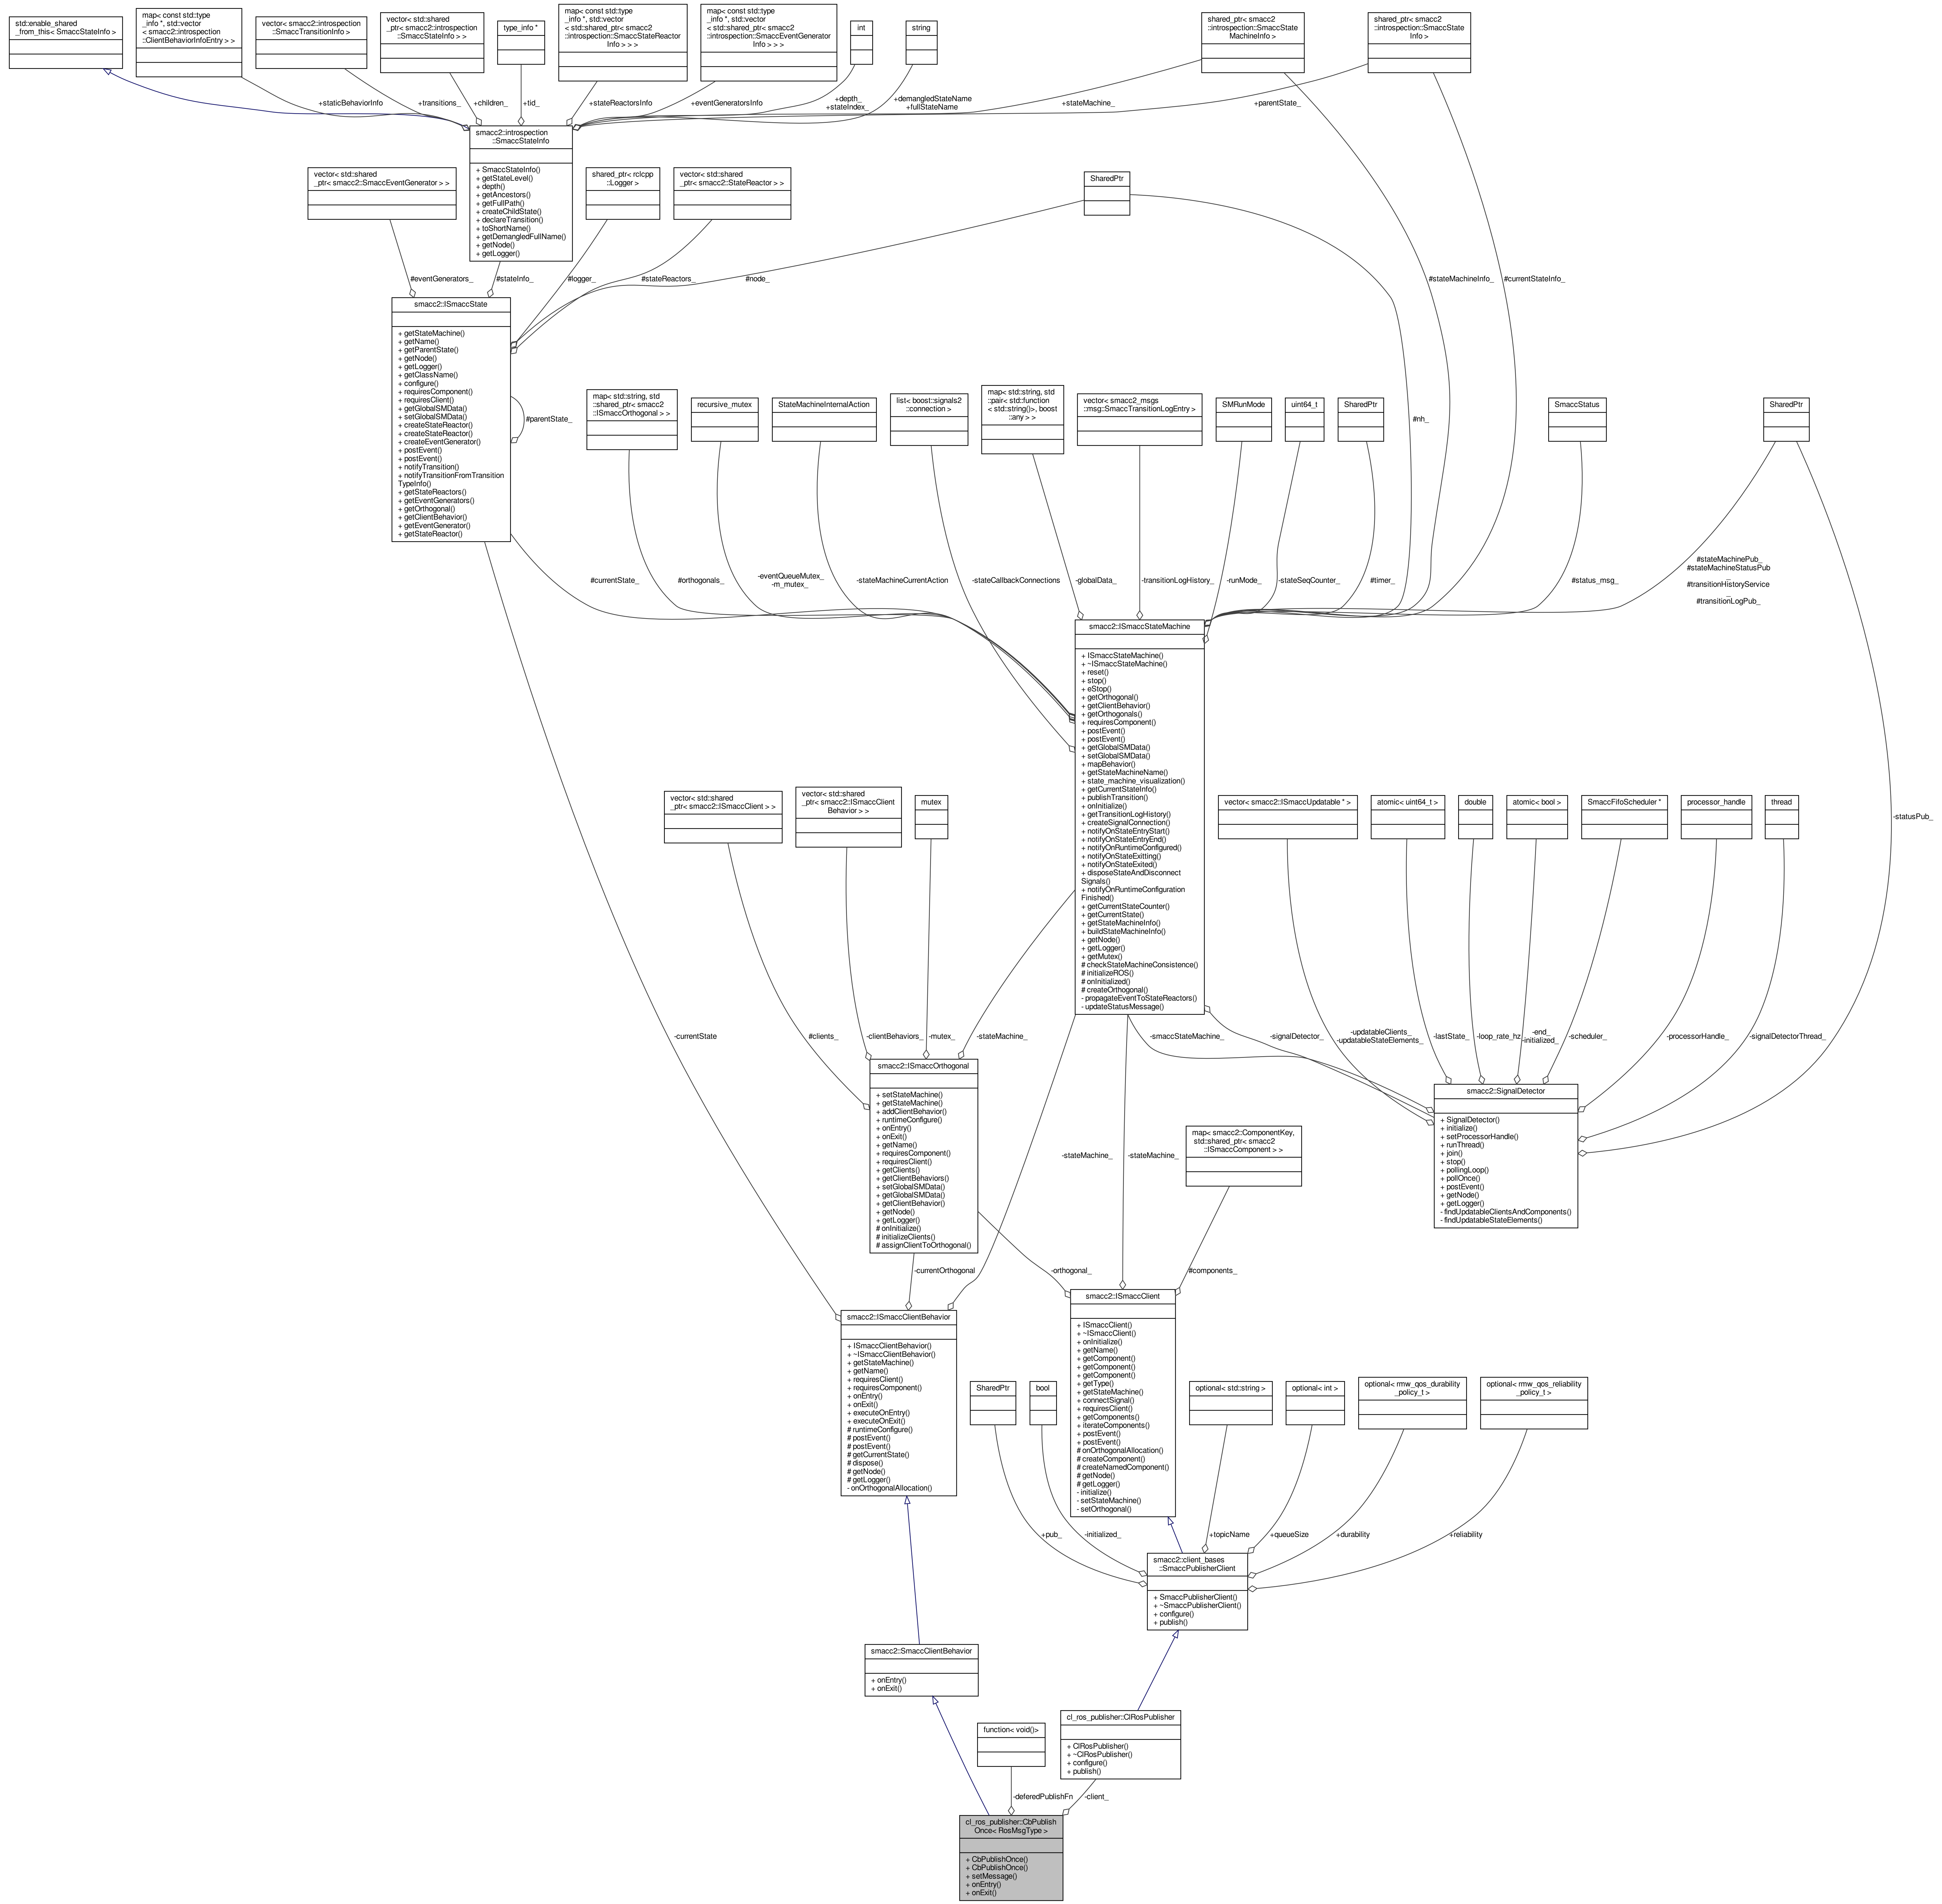 std::enable_shared
_from_this< SmaccStateInfo >
map< const std::type
_info *, std::vector
< smacc2::introspection
::ClientBehaviorInfoEntry > >
vector< smacc2::introspection
::SmaccTransitionInfo >
vector< std::shared
_ptr< smacc2::introspection
::SmaccStateInfo > >
type_info *
map< const std::type
_info *, std::vector
< std::shared_ptr< smacc2
::introspection::SmaccStateReactor
Info > > >
map< const std::type
_info *, std::vector
< std::shared_ptr< smacc2
::introspection::SmaccEventGenerator
Info > > >
int
string
shared_ptr< smacc2
::introspection::SmaccState
MachineInfo >
shared_ptr< smacc2
::introspection::SmaccState
Info >
+staticBehaviorInfo
+transitions_
+children_
+tid_
+stateReactorsInfo
+eventGeneratorsInfo
+depth_
+stateIndex_
+demangledStateName
+fullStateName
+stateMachine_
+parentState_
smacc2::introspection
::SmaccStateInfo
+ SmaccStateInfo()
+ getStateLevel()
+ depth()
+ getAncestors()
+ getFullPath()
+ createChildState()
+ declareTransition()
+ toShortName()
+ getDemangledFullName()
+ getNode()
+ getLogger()
vector< std::shared
_ptr< smacc2::SmaccEventGenerator > >
shared_ptr< rclcpp
::Logger >
vector< std::shared
_ptr< smacc2::StateReactor > >
SharedPtr
#eventGenerators_
#stateInfo_
#logger_
#stateReactors_
#node_
#stateMachineInfo_
#currentStateInfo_
smacc2::ISmaccState
+ getStateMachine()
+ getName()
+ getParentState()
+ getNode()
+ getLogger()
+ getClassName()
+ configure()
+ requiresComponent()
+ requiresClient()
+ getGlobalSMData()
+ setGlobalSMData()
+ createStateReactor()
+ createStateReactor()
+ createEventGenerator()
+ postEvent()
+ postEvent()
+ notifyTransition()
+ notifyTransitionFromTransition
TypeInfo()
+ getStateReactors()
+ getEventGenerators()
+ getOrthogonal()
+ getClientBehavior()
+ getEventGenerator()
+ getStateReactor()
#parentState_
map< std::string, std
::shared_ptr< smacc2
::ISmaccOrthogonal > >
recursive_mutex
StateMachineInternalAction
list< boost::signals2
::connection >
map< std::string, std
::pair< std::function
< std::string()>, boost
::any > >
vector< smacc2_msgs
::msg::SmaccTransitionLogEntry >
SMRunMode
uint64_t
SharedPtr
#nh_
SmaccStatus
SharedPtr
#currentState_
#orthogonals_
-eventQueueMutex_
-m_mutex_
-stateMachineCurrentAction
-stateCallbackConnections
-globalData_
-transitionLogHistory_
-runMode_
-stateSeqCounter_
#timer_
#status_msg_
#stateMachinePub_
#stateMachineStatusPub
_
#transitionHistoryService
_
#transitionLogPub_
smacc2::ISmaccStateMachine
+ ISmaccStateMachine()
+ ~ISmaccStateMachine()
+ reset()
+ stop()
+ eStop()
+ getOrthogonal()
+ getClientBehavior()
+ getOrthogonals()
+ requiresComponent()
+ postEvent()
+ postEvent()
+ getGlobalSMData()
+ setGlobalSMData()
+ mapBehavior()
+ getStateMachineName()
+ state_machine_visualization()
+ getCurrentStateInfo()
+ publishTransition()
+ onInitialize()
+ getTransitionLogHistory()
+ createSignalConnection()
+ notifyOnStateEntryStart()
+ notifyOnStateEntryEnd()
+ notifyOnRuntimeConfigured()
+ notifyOnStateExitting()
+ notifyOnStateExited()
+ disposeStateAndDisconnect
Signals()
+ notifyOnRuntimeConfiguration
Finished()
+ getCurrentStateCounter()
+ getCurrentState()
+ getStateMachineInfo()
+ buildStateMachineInfo()
+ getNode()
+ getLogger()
+ getMutex()
# checkStateMachineConsistence()
# initializeROS()
# onInitialized()
# createOrthogonal()
- propagateEventToStateReactors()
- updateStatusMessage()
vector< std::shared
_ptr< smacc2::ISmaccClient > >
vector< std::shared
_ptr< smacc2::ISmaccClient
Behavior > >
mutex
vector< smacc2::ISmaccUpdatable * >
atomic< uint64_t >
double
atomic< bool >
SmaccFifoScheduler *
processor_handle
thread
-statusPub_
-currentState
#clients_
-clientBehaviors_
-mutex_
-stateMachine_
-smaccStateMachine_
-signalDetector_
-updatableClients_
-updatableStateElements_
-lastState_
-loop_rate_hz
-end_
-initialized_
-scheduler_
-processorHandle_
-signalDetectorThread_
smacc2::ISmaccOrthogonal
+ setStateMachine()
+ getStateMachine()
+ addClientBehavior()
+ runtimeConfigure()
+ onEntry()
+ onExit()
+ getName()
+ requiresComponent()
+ requiresClient()
+ getClients()
+ getClientBehaviors()
+ setGlobalSMData()
+ getGlobalSMData()
+ getClientBehavior()
+ getNode()
+ getLogger()
# onInitialize()
# initializeClients()
# assignClientToOrthogonal()
smacc2::SignalDetector
+ SignalDetector()
+ initialize()
+ setProcessorHandle()
+ runThread()
+ join()
+ stop()
+ pollingLoop()
+ pollOnce()
+ postEvent()
+ getNode()
+ getLogger()
- findUpdatableClientsAndComponents()
- findUpdatableStateElements()
-stateMachine_
-stateMachine_
map< smacc2::ComponentKey,
std::shared_ptr< smacc2
::ISmaccComponent > >
-currentOrthogonal
-orthogonal_
#components_
smacc2::ISmaccClientBehavior
+ ISmaccClientBehavior()
+ ~ISmaccClientBehavior()
+ getStateMachine()
+ getName()
+ requiresClient()
+ requiresComponent()
+ onEntry()
+ onExit()
+ executeOnEntry()
+ executeOnExit()
# runtimeConfigure()
# postEvent()
# postEvent()
# getCurrentState()
# dispose()
# getNode()
# getLogger()
- onOrthogonalAllocation()
smacc2::ISmaccClient
+ ISmaccClient()
+ ~ISmaccClient()
+ onInitialize()
+ getName()
+ getComponent()
+ getComponent()
+ getComponent()
+ getType()
+ getStateMachine()
+ connectSignal()
+ requiresClient()
+ getComponents()
+ iterateComponents()
+ postEvent()
+ postEvent()
# onOrthogonalAllocation()
# createComponent()
# createNamedComponent()
# getNode()
# getLogger()
- initialize()
- setStateMachine()
- setOrthogonal()
SharedPtr
bool
optional< std::string >
optional< int >
optional< rmw_qos_durability
_policy_t >
optional< rmw_qos_reliability
_policy_t >
+pub_
-initialized_
+topicName
+queueSize
+durability
+reliability
smacc2::client_bases
::SmaccPublisherClient
+ SmaccPublisherClient()
+ ~SmaccPublisherClient()
+ configure()
+ publish()
smacc2::SmaccClientBehavior
+ onEntry()
+ onExit()
function< void()>
cl_ros_publisher::ClRosPublisher
+ ClRosPublisher()
+ ~ClRosPublisher()
+ configure()
+ publish()
-deferedPublishFn
-client_
cl_ros_publisher::CbPublish
Once< RosMsgType >
+ CbPublishOnce()
+ CbPublishOnce()
+ setMessage()
+ onEntry()
+ onExit()